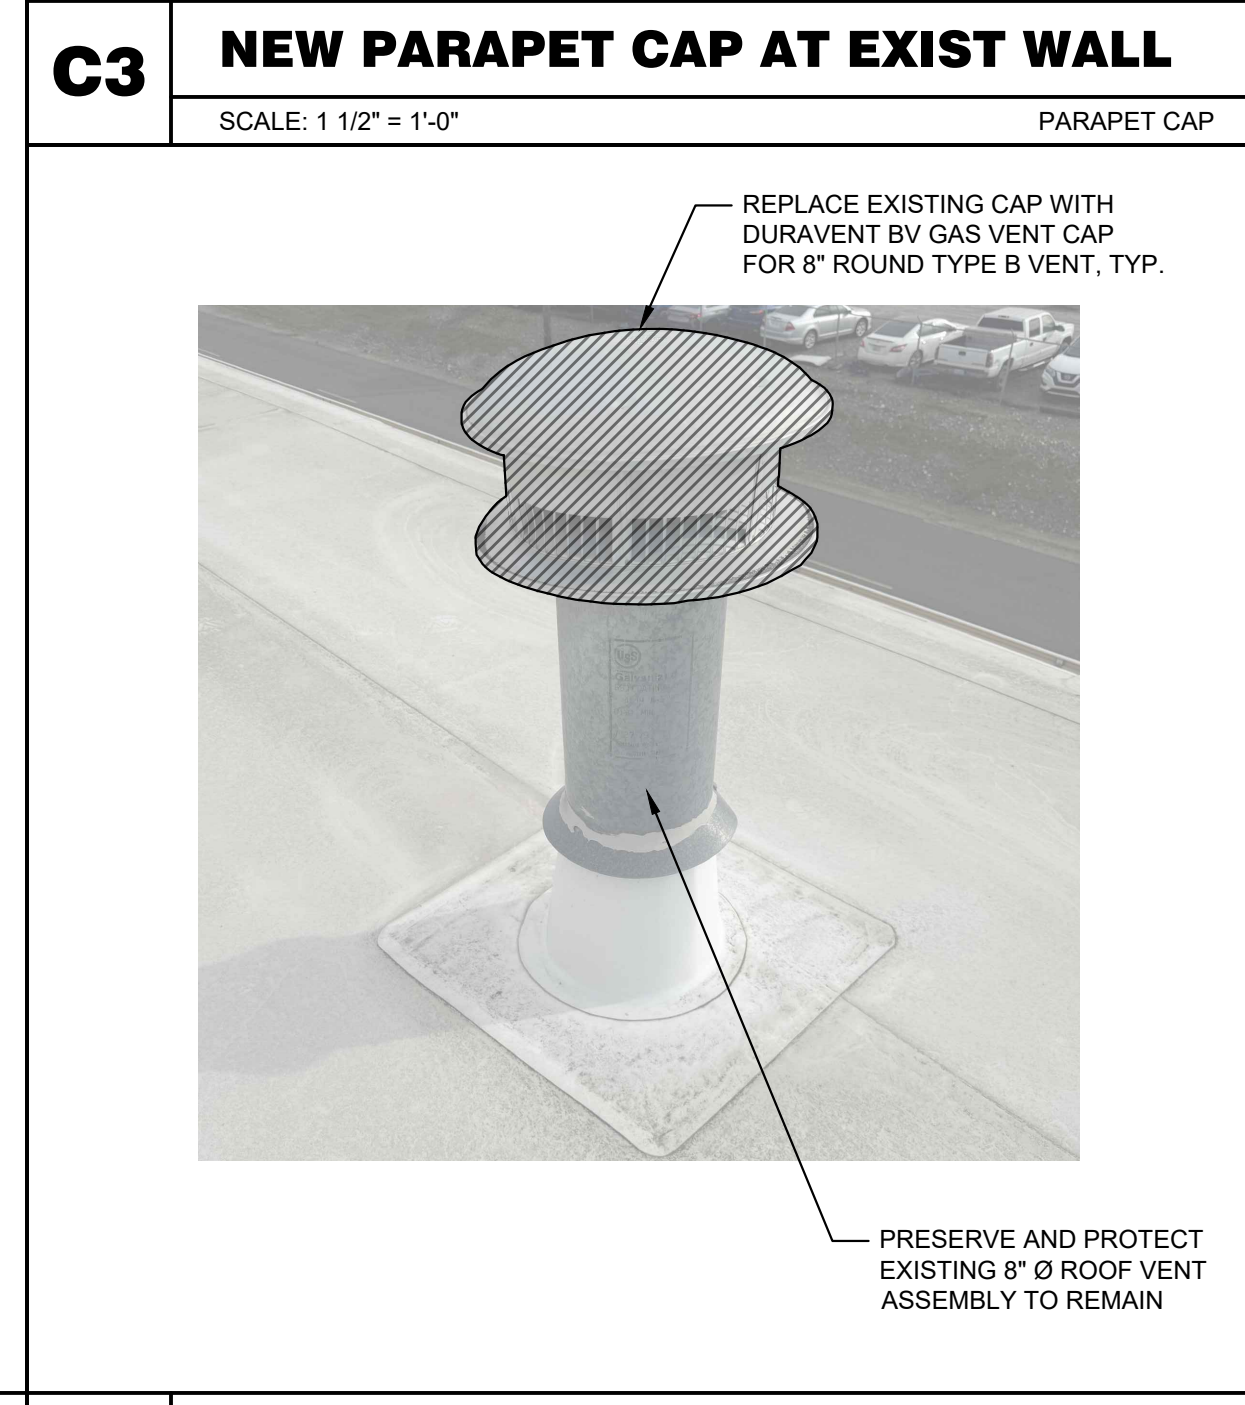 C3
NEW PARAPET CAP AT EXIST WALL
SCALE: 1 1/2" = 1'-0"
PARAPET CAP
REPLACE EXISTING CAP WITH
DURAVENT BV GAS VENT CAP
FOR 8" ROUND TYPE B VENT, TYP.
USS
PRESERVE AND PROTECT
EXISTING 8" Ø ROOF VENT
ASSEMBLY TO REMAIN